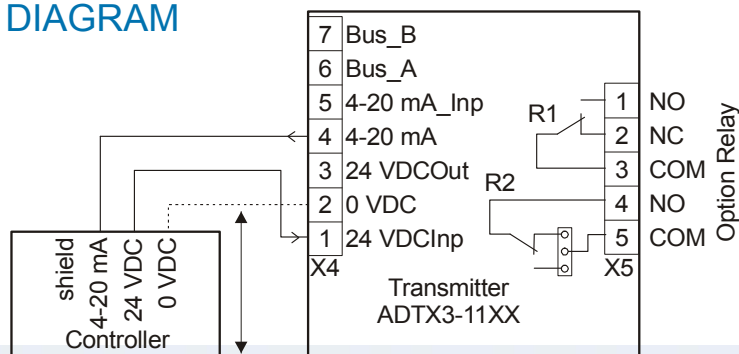 DIAGRAM
7 Bus_B
6 Bus_A
5 4-20 mA_Inp
4 4-20 mA
3 24 VDCOut
2 0 VDC
1 24 VDCInp
X4
R1
R2
1 NO
2 NC
3 COM
4 NO
5 COM
X5
Option Relay
Transmitter
ADTX3-11XX
shield
4-20 mA
24 VDC
0 VDC
Controller